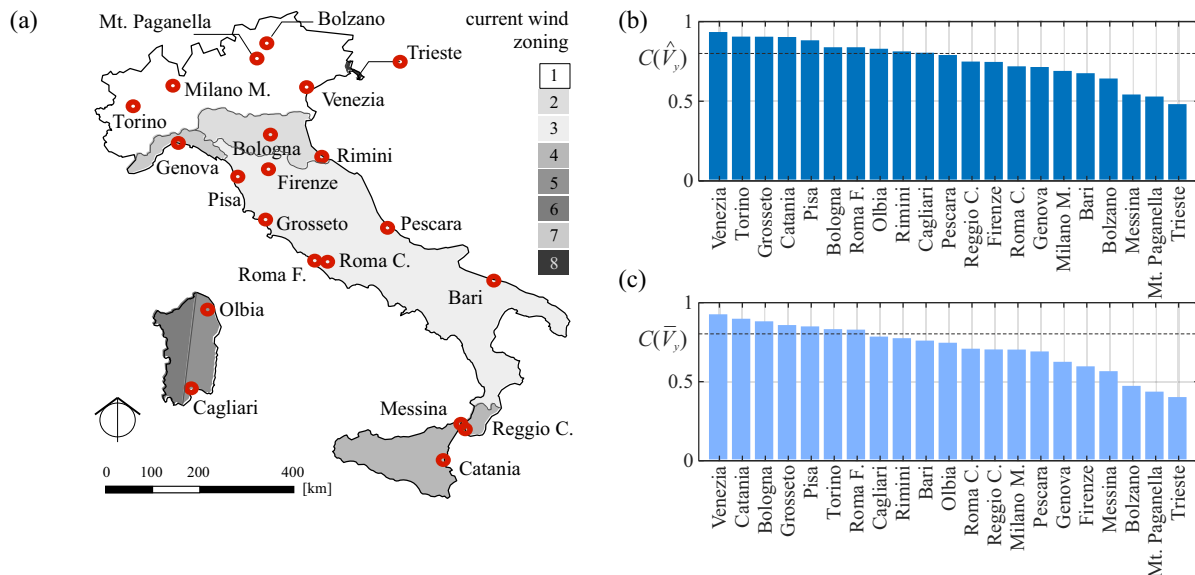 (a)
Mt. Paganella
Bolzano
current wind
zoning
Trieste
1
2
3
4
5
6
7
8
Milano M.
Venezia
Torino
Bologna
Genova
Rimini
Firenze
Pisa
Grosseto
Pescara
Roma F.
Roma C.
Bari
Olbia
Cagliari
Messina
Reggio C.
Catania
0 100 200 400
[km]
(b)
1
C(V̂y)
0.5
0
Venezia
Torino
Grosseto
Catania
Pisa
Bologna
Roma F.
Olbia
Rimini
Cagliari
Pescara
Reggio C.
Firenze
Roma C.
Genova
Milano M.
Bari
Bolzano
Messina
Mt. Paganella
Trieste
(c)
1
C(V̅y)
0.5
0
Venezia
Catania
Bologna
Grosseto
Pisa
Torino
Roma F.
Cagliari
Rimini
Bari
Olbia
Roma C.
Reggio C.
Milano M.
Pescara
Genova
Firenze
Messina
Bolzano
Mt. Paganella
Trieste